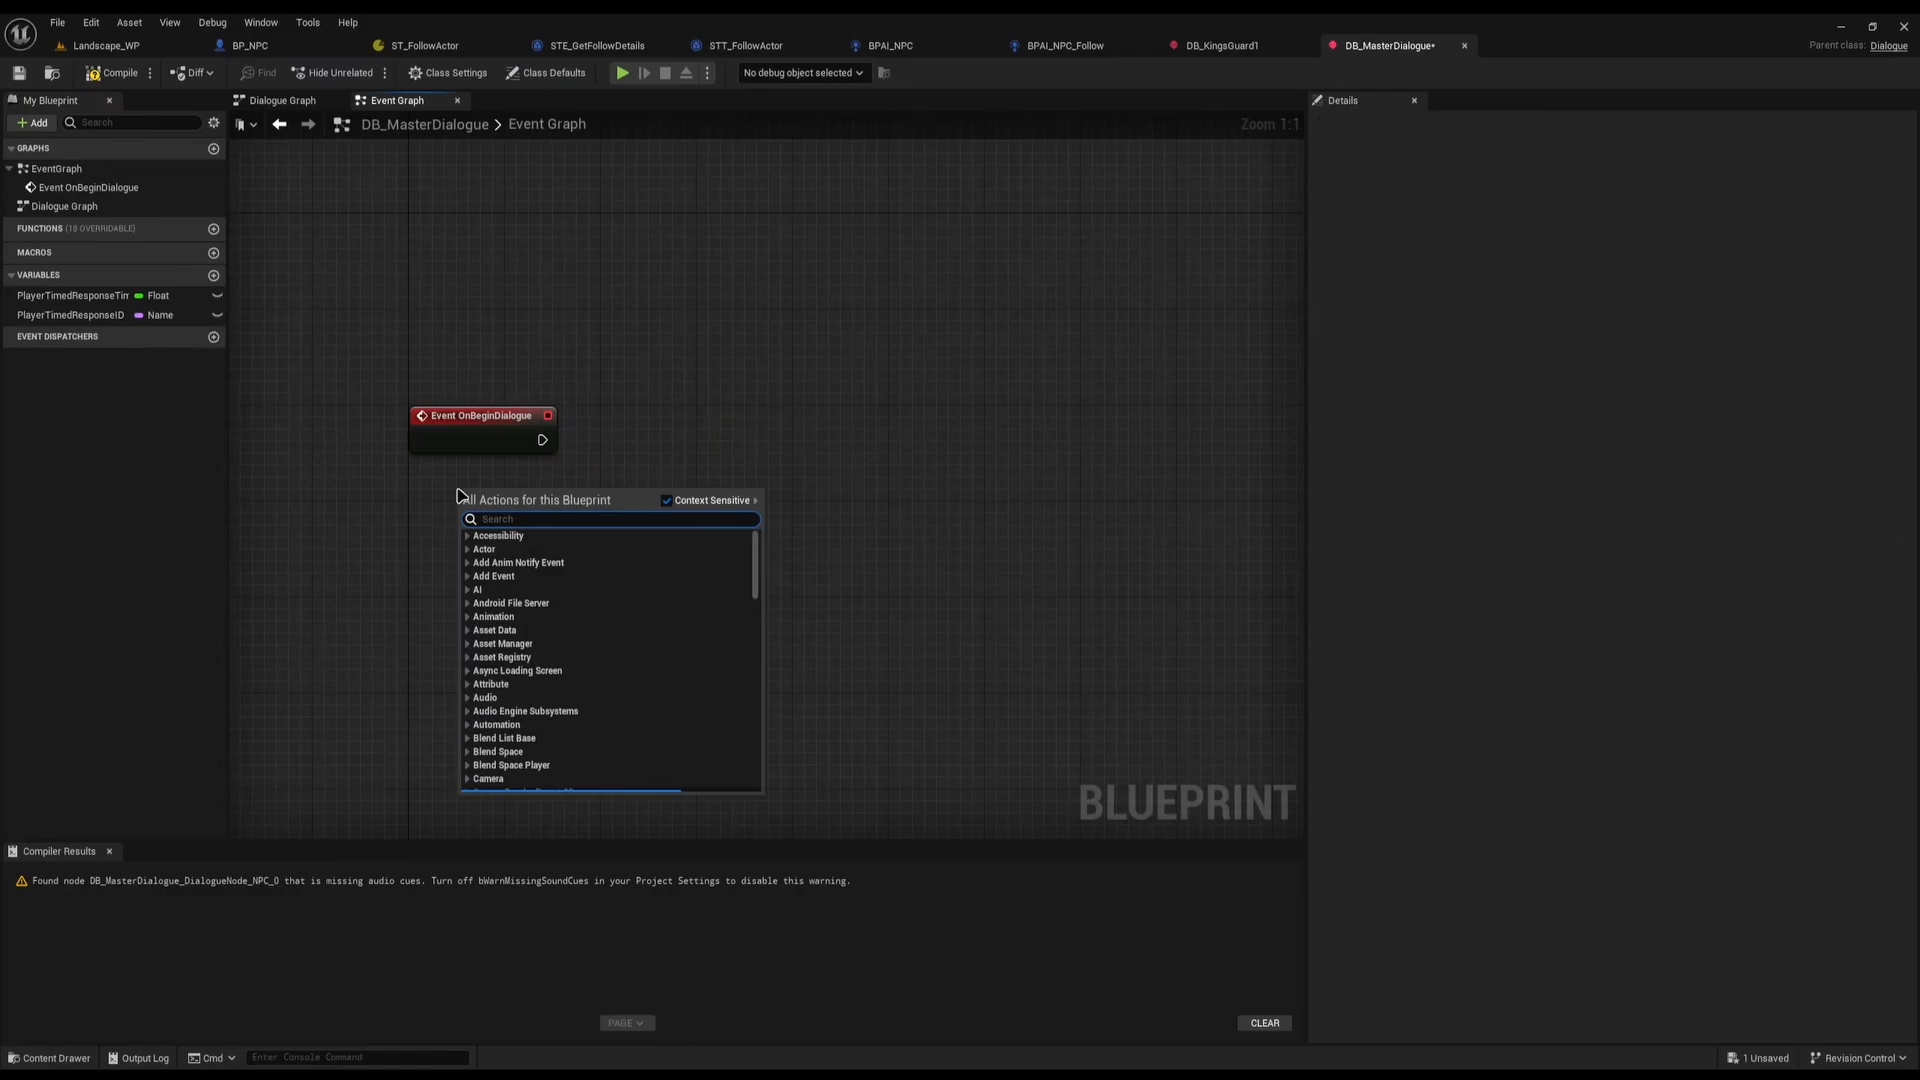 File Edit Asset View Debug Window Tools Help
Landscape_WP BP_NPC ST_FollowActor STE_GetFollowDetails STT_FollowActor BPAI_NPC BPAI_NPC_Follow DB_KingsGuard1 DB_MasterDialogue* Parent class: Dialogue
Compile Diff Find Hide Unrelated Class Settings Class Defaults No debug object selected
My Blueprint Dialogue Graph Event Graph Details
Add Search DB_MasterDialogue > Event Graph Zoom 1:1
GRAPHS
EventGraph
Event OnBeginDialogue
Dialogue Graph
FUNCTIONS (18 OVERRIDABLE)
MACROS
VARIABLES
PlayerTimedResponseTim Float
PlayerTimedResponseID Name
EVENT DISPATCHERS
Event OnBeginDialogue
All Actions for this Blueprint Context Sensitive
Search
Accessibility
Actor
Add Anim Notify Event
Add Event
AI
Android File Server
Animation
Asset Data
Asset Manager
Asset Registry
Async Loading Screen
Attribute
Audio
Audio Engine Subsystems
Automation
Blend List Base
Blend Space
Blend Space Player
Camera
BLUEPRINT
Compiler Results
Found node DB_MasterDialogue_DialogueNode_NPC_0 that is missing audio cues. Turn off bWarnMissingSoundCues in your Project Settings to disable this warning.
PAGE CLEAR
Content Drawer Output Log Cmd Enter Console Command 1 Unsaved Revision Control